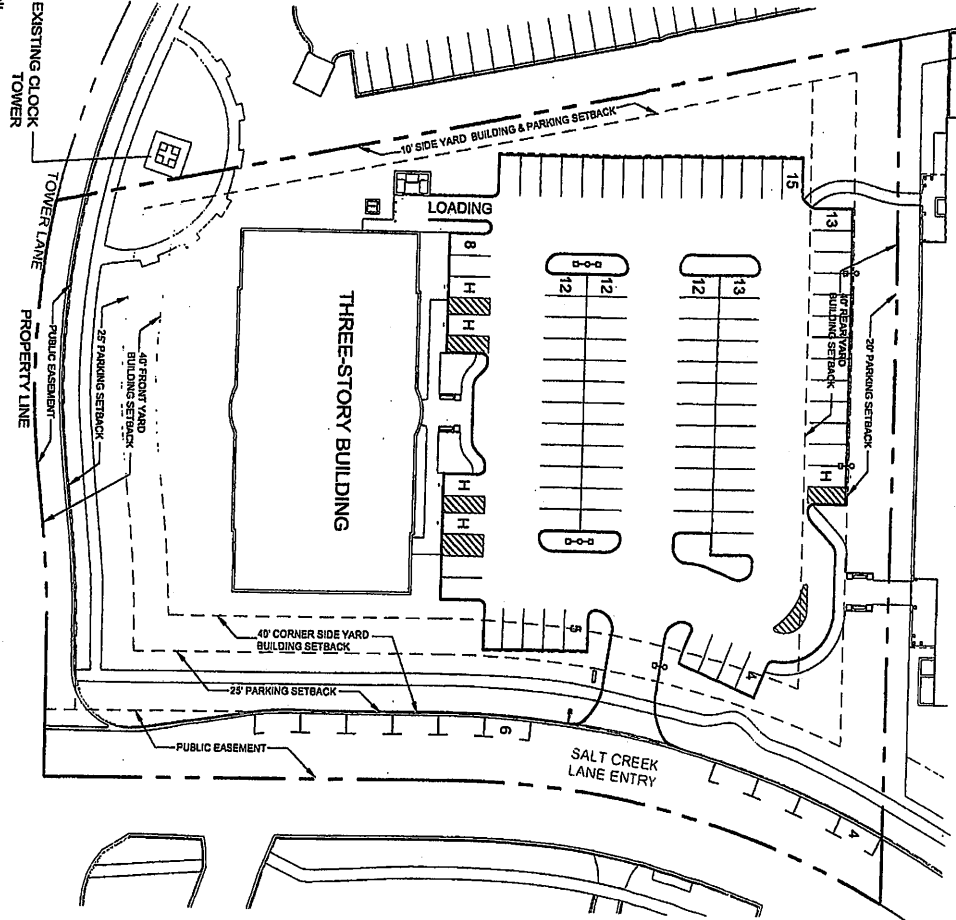 EXISTING CLOCK
TOWER
10' SIDE YARD BUILDING & PARKING SETBACK
15
LOADING
13
8
H
H
12
12
12
13
40' REAR YARD
BUILDING SETBACK
20' PARKING SETBACK
TOWER LANE
PUBLIC EASEMENT
PROPERTY LINE
25' PARKING SETBACK
40' FRONT YARD
BUILDING SETBACK
THREE-STORY BUILDING
H
H
H
5
4
40' CORNER SIDE YARD
BUILDING SETBACK
25' PARKING SETBACK
6
PUBLIC EASEMENT
SALT CREEK
LANE ENTRY
4